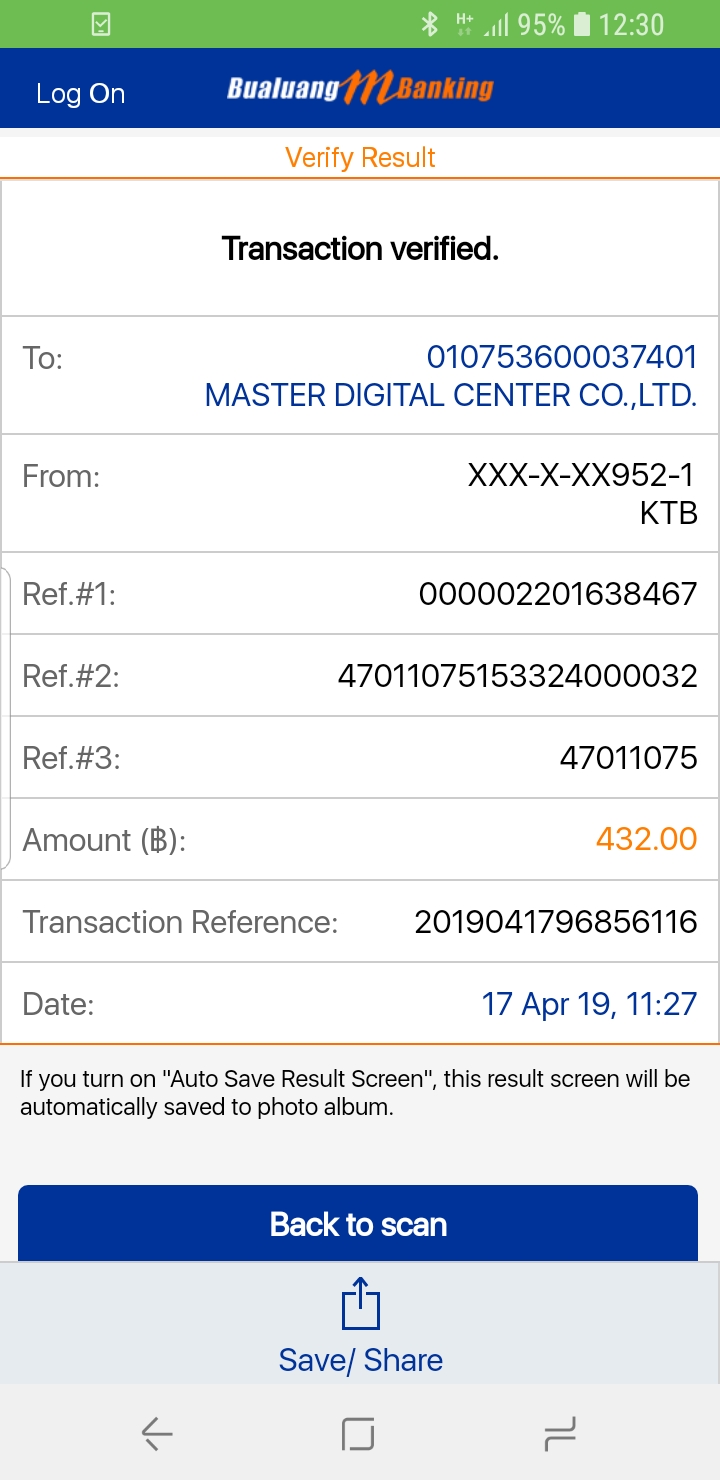 H+ 95% 12:30
Log On Bualuang mBanking
Verify Result
Transaction verified.
To: 010753600037401
MASTER DIGITAL CENTER CO.,LTD.
From: XXX-X-XX952-1
KTB
Ref.#1: 000002201638467
Ref.#2: 47011075153324000032
Ref.#3: 47011075
Amount (฿): 432.00
Transaction Reference: 2019041796856116
Date: 17 Apr 19, 11:27
If you turn on "Auto Save Result Screen", this result screen will be
automatically saved to photo album.
Back to scan
Save/ Share